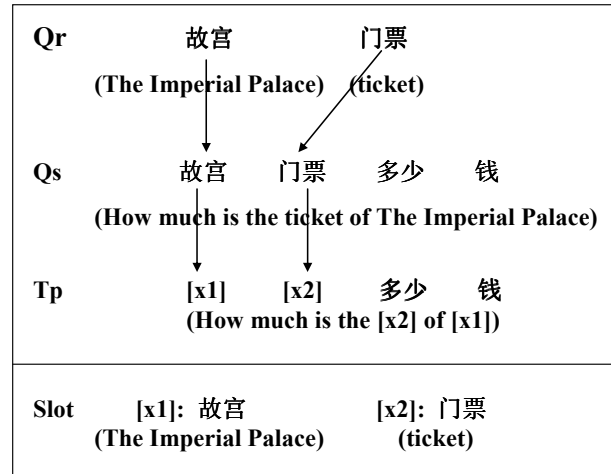 Qr 故宫 门票
(The Imperial Palace) (ticket)
Qs 故宫 门票 多少 钱
(How much is the ticket of The Imperial Palace)
Tp [x1] [x2] 多少 钱
(How much is the [x2] of [x1])
Slot [x1]: 故宫 [x2]: 门票
(The Imperial Palace) (ticket)